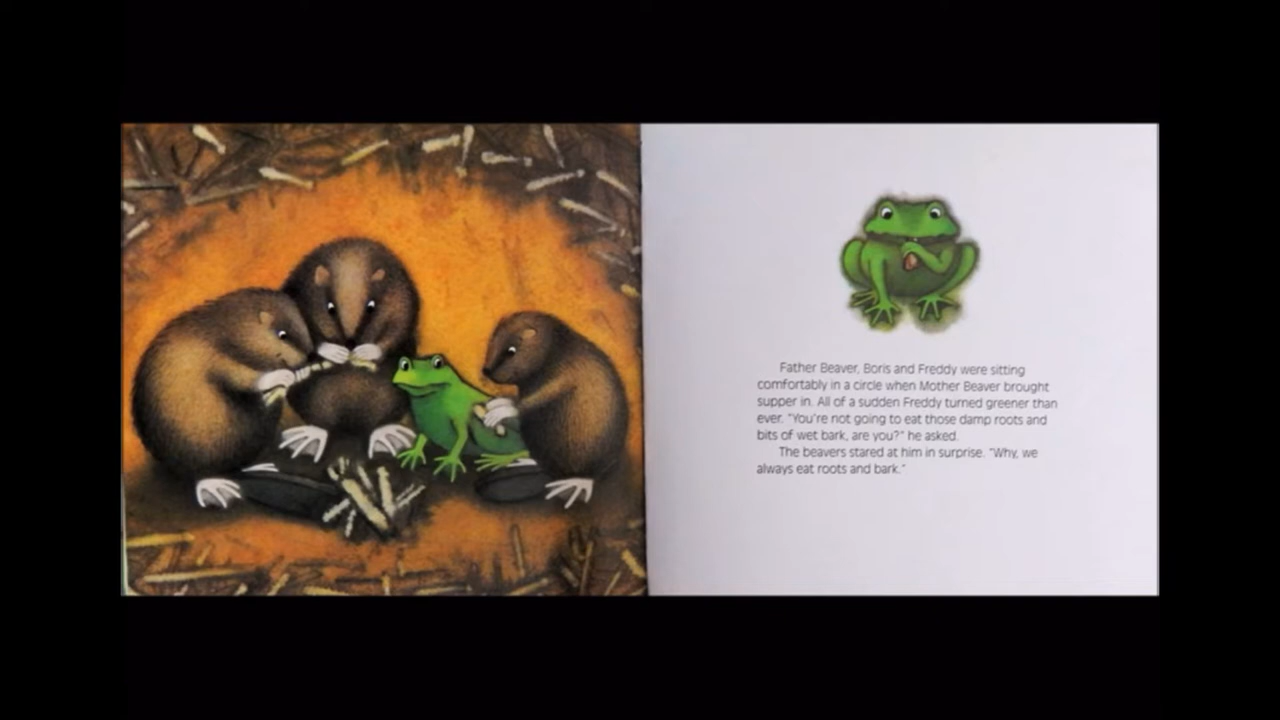 Father Beaver, Boris and Freddy were sitting
comfortably in a circle when Mother Beaver brought
supper in. All of a sudden Freddy turned greener than
ever. "You're not going to eat those damp roots and
bits of wet bark, are you?" he asked.
The beavers stared at him in surprise. "Why, we
always eat roots and bark."